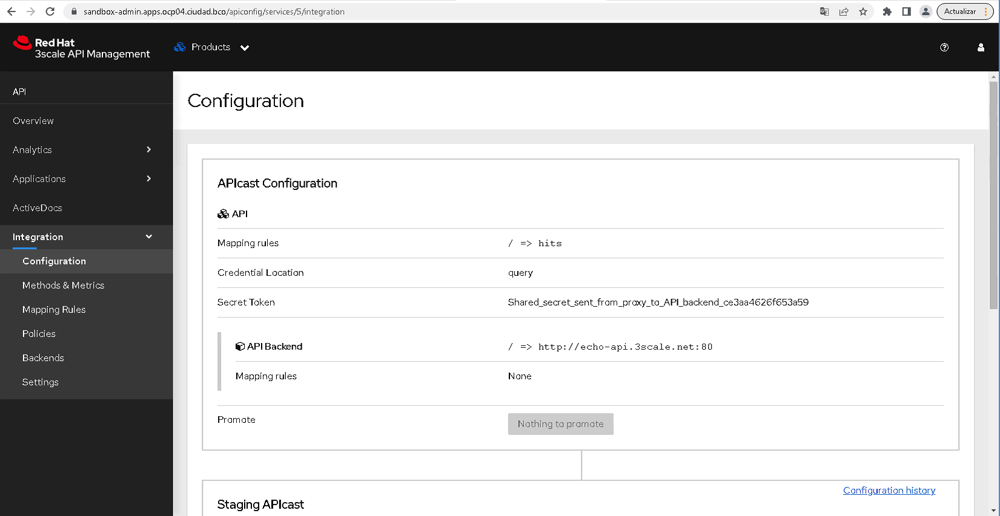 sandbox-admin.apps.ocp04.ciudad.bco/apiconfig/services/5/integration
Actualizar
Red Hat
3scale API Management
Products
API
Overview
Analytics
Applications
ActiveDocs
Integration
Configuration
Methods & Metrics
Mapping Rules
Policies
Backends
Settings
Configuration
APIcast Configuration
API
Mapping rules / => hits
Credential Location query
Secret Token Shared_secret_sent_from_proxy_to_API_backend_ce3aa4626f653a59
API Backend / => http://echo-api.3scale.net:80
Mapping rules None
Promote Nothing to promote
Configuration history
Staging APIcast